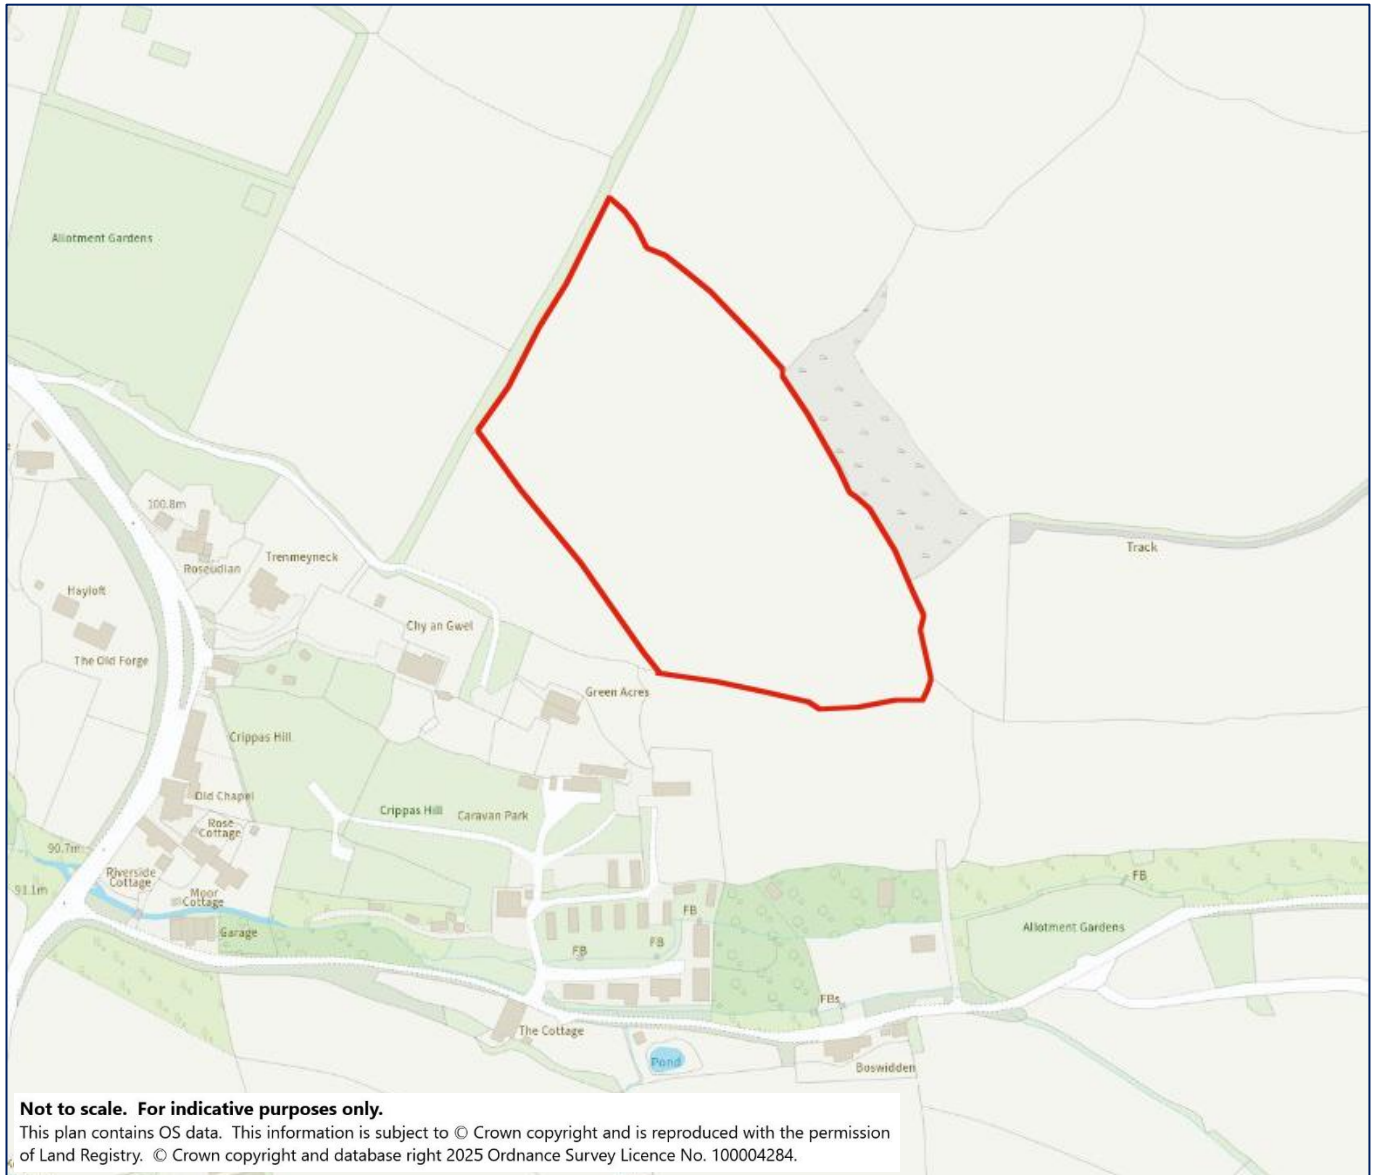 Allotment Gardens
100.8m
Roseudian
Trenmeyneck
Track
Hayloft
The Old Forge
Chy an Gwel
Green Acres
Crippas Hill
Old Chapel
Rose
Cottage
Crippas Hill
Caravan Park
90.7m
91.1m
Riverside
Cottage
Moor
Cottage
Garage
FB
FB
FB
FB
Allotment Gardens
FBs
The Cottage
Pond
Boswidden
Not to scale. For indicative purposes only.
This plan contains OS data. This information is subject to © Crown copyright and is reproduced with the permission
of Land Registry. © Crown copyright and database right 2025 Ordnance Survey Licence No. 100004284.